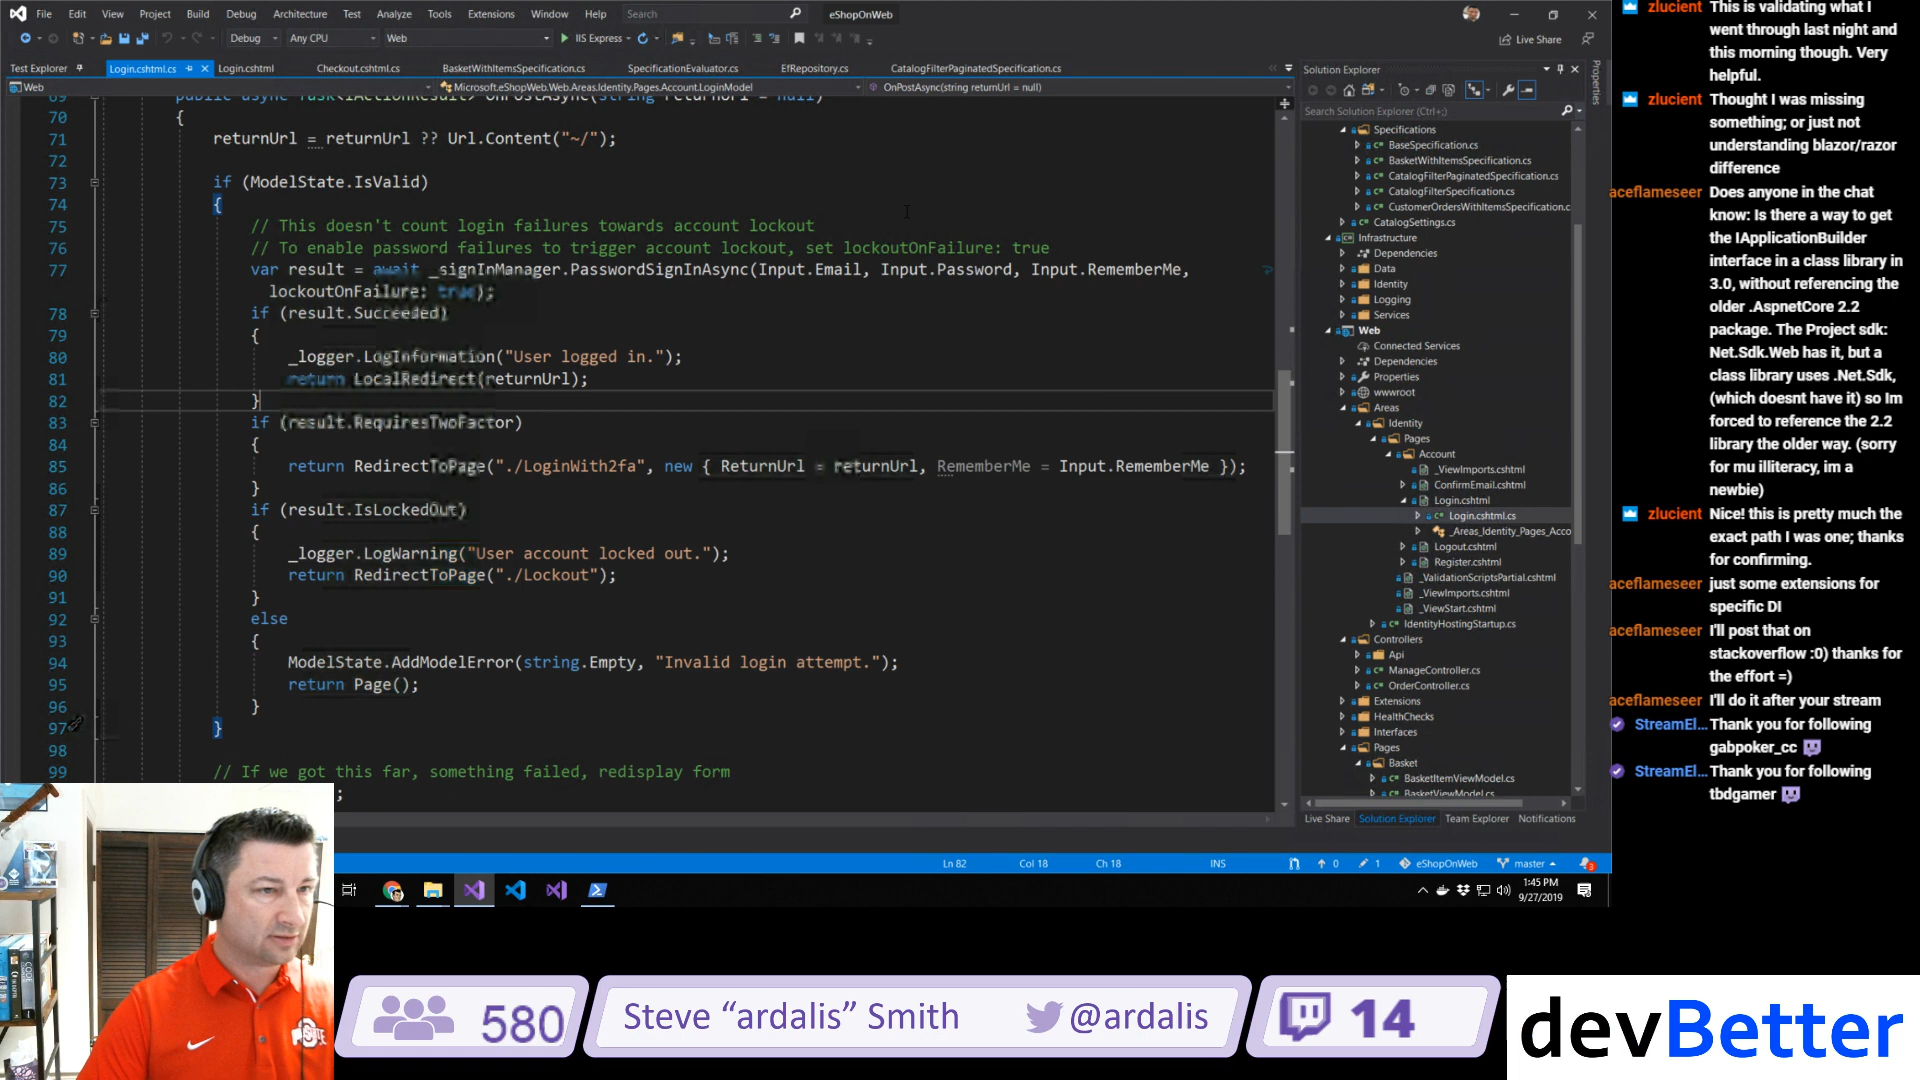 File Edit View Project Build Debug Architecture Test Analyze Tools Extensions Window Help Search eShopOnWeb
Debug Any CPU Web IIS Express Live Share
Test Explorer Login.cshtml.cs Login.cshtml Checkout.cshtml.cs BasketWithItemsSpecification.cs SpecificationEvaluator.cs EfRepository.cs CatalogFilterPaginatedSpecification.cs
Web Microsoft.eShopWeb.Web.Areas.Identity.Pages.Account.LoginModel OnPostAsync(string returnUrl = null)
69 public async Task<IActionResult> OnPostAsync(string returnUrl = null)
70 {
71 returnUrl = returnUrl ?? Url.Content("~/");
72
73 if (ModelState.IsValid)
74 {
75 // This doesn't count login failures towards account lockout
76 // To enable password failures to trigger account lockout, set lockoutOnFailure: true
77 var result = await _signInManager.PasswordSignInAsync(Input.Email, Input.Password, Input.RememberMe,
lockoutOnFailure: true);
78 if (result.Succeeded)
79 {
80 _logger.LogInformation("User logged in.");
81 return LocalRedirect(returnUrl);
82 }
83 if (result.RequiresTwoFactor)
84 {
85 return RedirectToPage("./LoginWith2fa", new { ReturnUrl = returnUrl, RememberMe = Input.RememberMe });
86 }
87 if (result.IsLockedOut)
88 {
89 _logger.LogWarning("User account locked out.");
90 return RedirectToPage("./Lockout");
91 }
92 else
93 {
94 ModelState.AddModelError(string.Empty, "Invalid login attempt.");
95 return Page();
96 }
97 }
98
99 // If we got this far, something failed, redisplay form
;
Solution Explorer
Properties
Search Solution Explorer (Ctrl+;)
Specifications
BaseSpecification.cs
BasketWithItemsSpecification.cs
CatalogFilterPaginatedSpecification.cs
CatalogFilterSpecification.cs
CustomerOrdersWithItemsSpecification.c
CatalogSettings.cs
Infrastructure
Dependencies
Data
Identity
Logging
Services
Web
Connected Services
Dependencies
Properties
wwwroot
Areas
Identity
Pages
Account
_ViewImports.cshtml
ConfirmEmail.cshtml
Login.cshtml
Login.cshtml.cs
_Areas_Identity_Pages_Acco
Logout.cshtml
Register.cshtml
_ValidationScriptsPartial.cshtml
_ViewImports.cshtml
_ViewStart.cshtml
IdentityHostingStartup.cs
Controllers
Api
ManageController.cs
OrderController.cs
Extensions
HealthChecks
Interfaces
Pages
Basket
BasketItemViewModel.cs
BasketViewModel.cs
Live Share Solution Explorer Team Explorer Notifications
Ln 82 Col 18 Ch 18 INS 0 1 eShopOnWeb master 3
1:45 PM
9/27/2019
zlucient This is validating what I
went through last night and
this morning though. Very
helpful.
zlucient Thought I was missing
something; or just not
understanding blazor/razor
difference
aceflameseer Does anyone in the chat
know: Is there a way to get
the IApplicationBuilder
interface in a class library in
3.0, without referencing the
older .AspnetCore 2.2
package. The Project sdk:
Net.Sdk.Web has it, but a
class library uses .Net.Sdk,
(which doesnt have it) so Im
forced to reference the 2.2
library the older way. (sorry
for mu illiteracy, im a
newbie)
zlucient Nice! this is pretty much the
exact path I was one; thanks
for confirming.
aceflameseer just some extensions for
specific DI
aceflameseer I'll post that on
stackoverflow :0) thanks for
the effort =)
aceflameseer I'll do it after your stream
StreamEl... Thank you for following
gabpoker_cc
StreamEl... Thank you for following
tbdgamer
580 Steve "ardalis" Smith @ardalis 14 devBetter